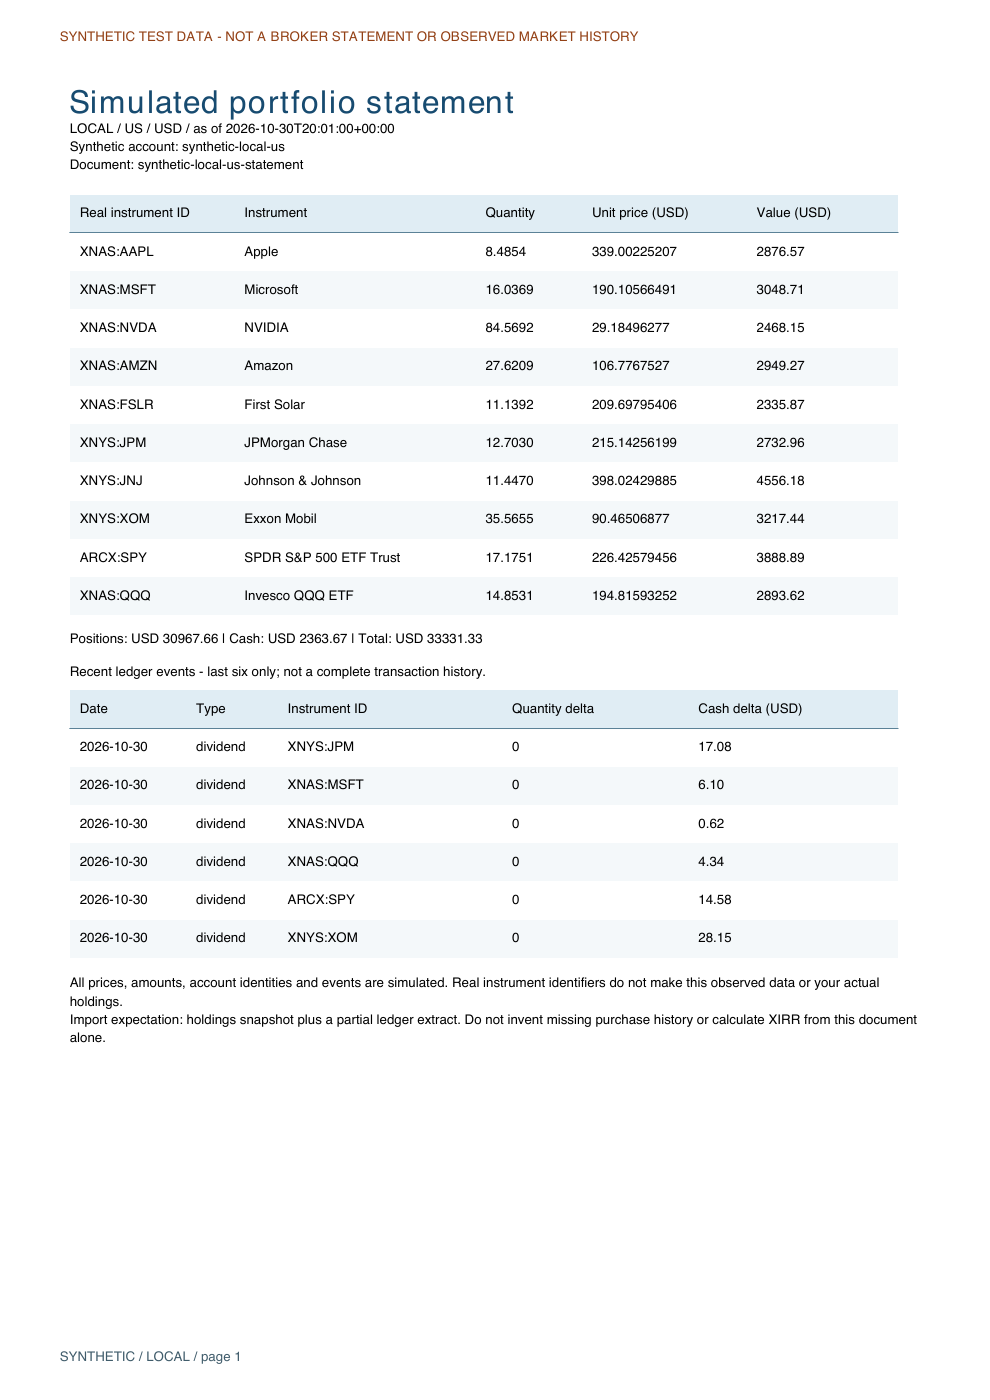 SYNTHETIC TEST DATA - NOT A BROKER STATEMENT OR OBSERVED MARKET HISTORY
Simulated portfolio statement
LOCAL / US / USD / as of 2026-10-30T20:01:00+00:00
Synthetic account: synthetic-local-us
Document: synthetic-local-us-statement
Real instrument ID Instrument Quantity Unit price (USD) Value (USD)
XNAS:AAPL Apple 8.4854 339.00225207 2876.57
XNAS:MSFT Microsoft 16.0369 190.10566491 3048.71
XNAS:NVDA NVIDIA 84.5692 29.18496277 2468.15
XNAS:AMZN Amazon 27.6209 106.7767527 2949.27
XNAS:FSLR First Solar 11.1392 209.69795406 2335.87
XNYS:JPM JPMorgan Chase 12.7030 215.14256199 2732.96
XNYS:JNJ Johnson & Johnson 11.4470 398.02429885 4556.18
XNYS:XOM Exxon Mobil 35.5655 90.46506877 3217.44
ARCX:SPY SPDR S&P 500 ETF Trust 17.1751 226.42579456 3888.89
XNAS:QQQ Invesco QQQ ETF 14.8531 194.81593252 2893.62
Positions: USD 30967.66 | Cash: USD 2363.67 | Total: USD 33331.33
Recent ledger events - last six only; not a complete transaction history.
Date Type Instrument ID Quantity delta Cash delta (USD)
2026-10-30 dividend XNYS:JPM 0 17.08
2026-10-30 dividend XNAS:MSFT 0 6.10
2026-10-30 dividend XNAS:NVDA 0 0.62
2026-10-30 dividend XNAS:QQQ 0 4.34
2026-10-30 dividend ARCX:SPY 0 14.58
2026-10-30 dividend XNYS:XOM 0 28.15
All prices, amounts, account identities and events are simulated. Real instrument identifiers do not make this observed data or your actual
holdings.
Import expectation: holdings snapshot plus a partial ledger extract. Do not invent missing purchase history or calculate XIRR from this document
alone.
SYNTHETIC / LOCAL / page 1